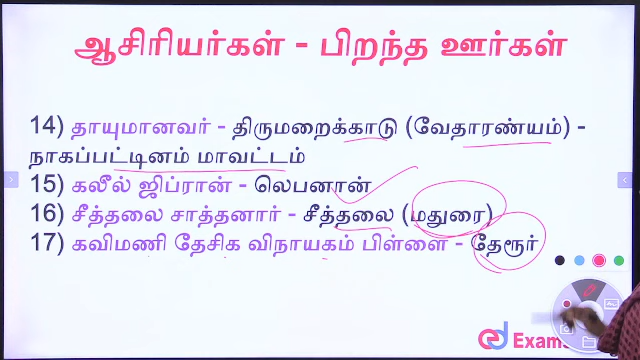 ஆசிரியர்கள் - பிறந்த ஊர்கள்
14) தாயுமானவர் - திருமறைக்காடு (வேதாரண்யம்) -
நாகப்பட்டினம் மாவட்டம்
15) கலீல் ஜிப்ரான் - லெபனான்
16) சீத்தலை சாத்தனார் - சீத்தலை (மதுரை)
17) கவிமணி தேசிக விநாயகம் பிள்ளை - தேரூர்
Exams